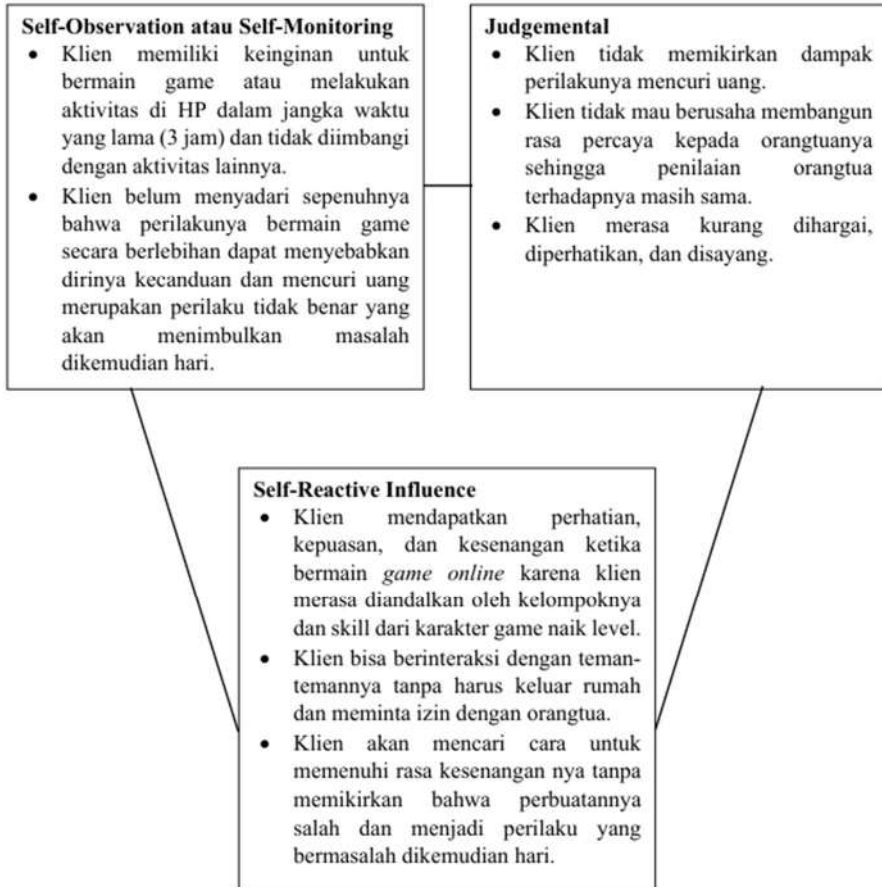 Self-Observation atau Self-Monitoring
• Klien memiliki keinginan untuk
bermain game atau melakukan
aktivitas di HP dalam jangka waktu
yang lama (3 jam) dan tidak diimbangi
dengan aktivitas lainnya.
• Klien belum menyadari sepenuhnya
bahwa perilakunya bermain game
secara berlebihan dapat menyebabkan
dirinya kecanduan dan mencuri uang
merupakan perilaku tidak benar yang
akan menimbulkan masalah
dikemudian hari.
Judgemental
• Klien tidak memikirkan dampak
perilakunya mencuri uang.
• Klien tidak mau berusaha membangun
rasa percaya kepada orangtuanya
sehingga penilaian orangtua
terhadapnya masih sama.
• Klien merasa kurang dihargai,
diperhatikan, dan disayang.
Self-Reactive Influence
• Klien mendapatkan perhatian,
kepuasan, dan kesenangan ketika
bermain game online karena klien
merasa diandalkan oleh kelompoknya
dan skill dari karakter game naik level.
• Klien bisa berinteraksi dengan teman-
temannya tanpa harus keluar rumah
dan meminta izin dengan orangtua.
• Klien akan mencari cara untuk
memenuhi rasa kesenangan nya tanpa
memikirkan bahwa perbuatannya
salah dan menjadi perilaku yang
bermasalah dikemudian hari.